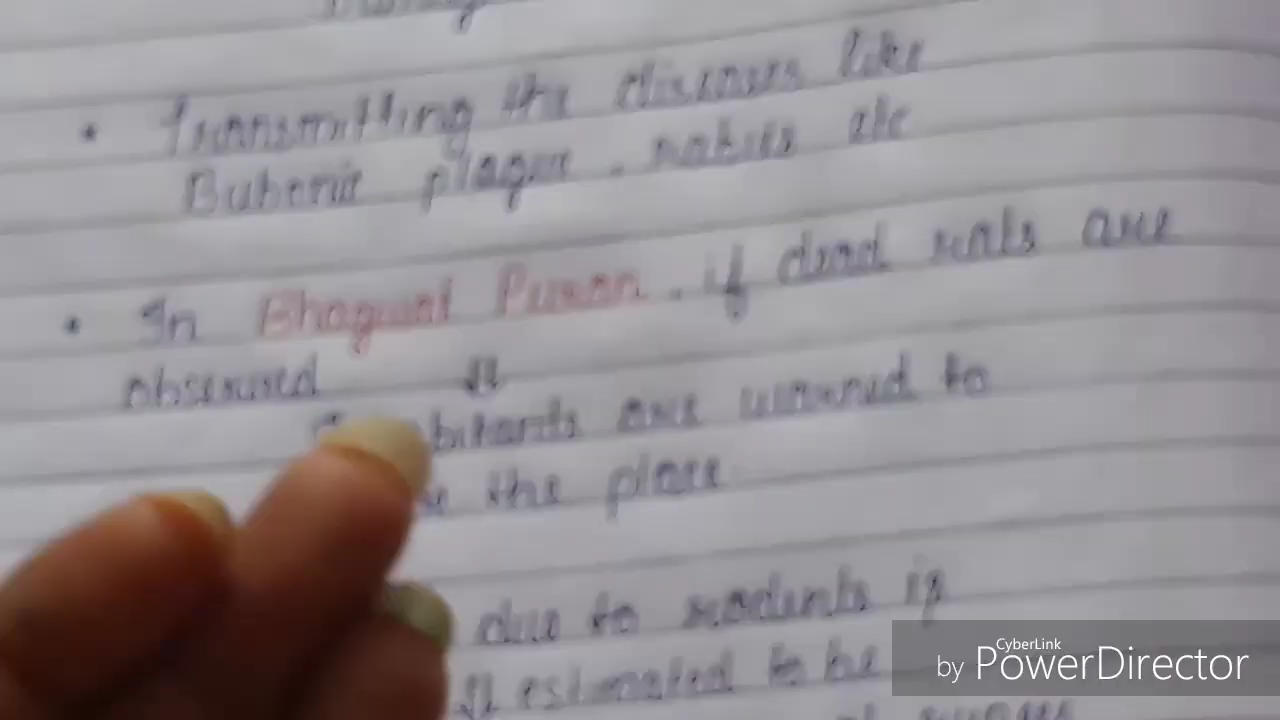 Transmitting the diseases like
Bubonic plague, rabies etc
In Bhagwat Puran, if dead rats are
observed ⇓
are warned to
the place
due to rodents is
⇓ estimated to be
CyberLink
by PowerDirector